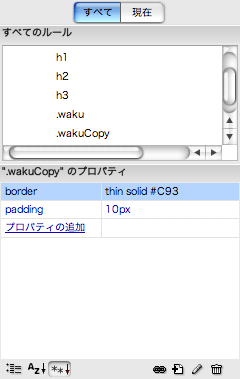 すべて 現在
すべてのルール
h1
h2
h3
.waku
.wakuCopy
".wakuCopy" のプロパティ
border thin solid #C93
padding 10px
プロパティの追加
AZ↓ **↓